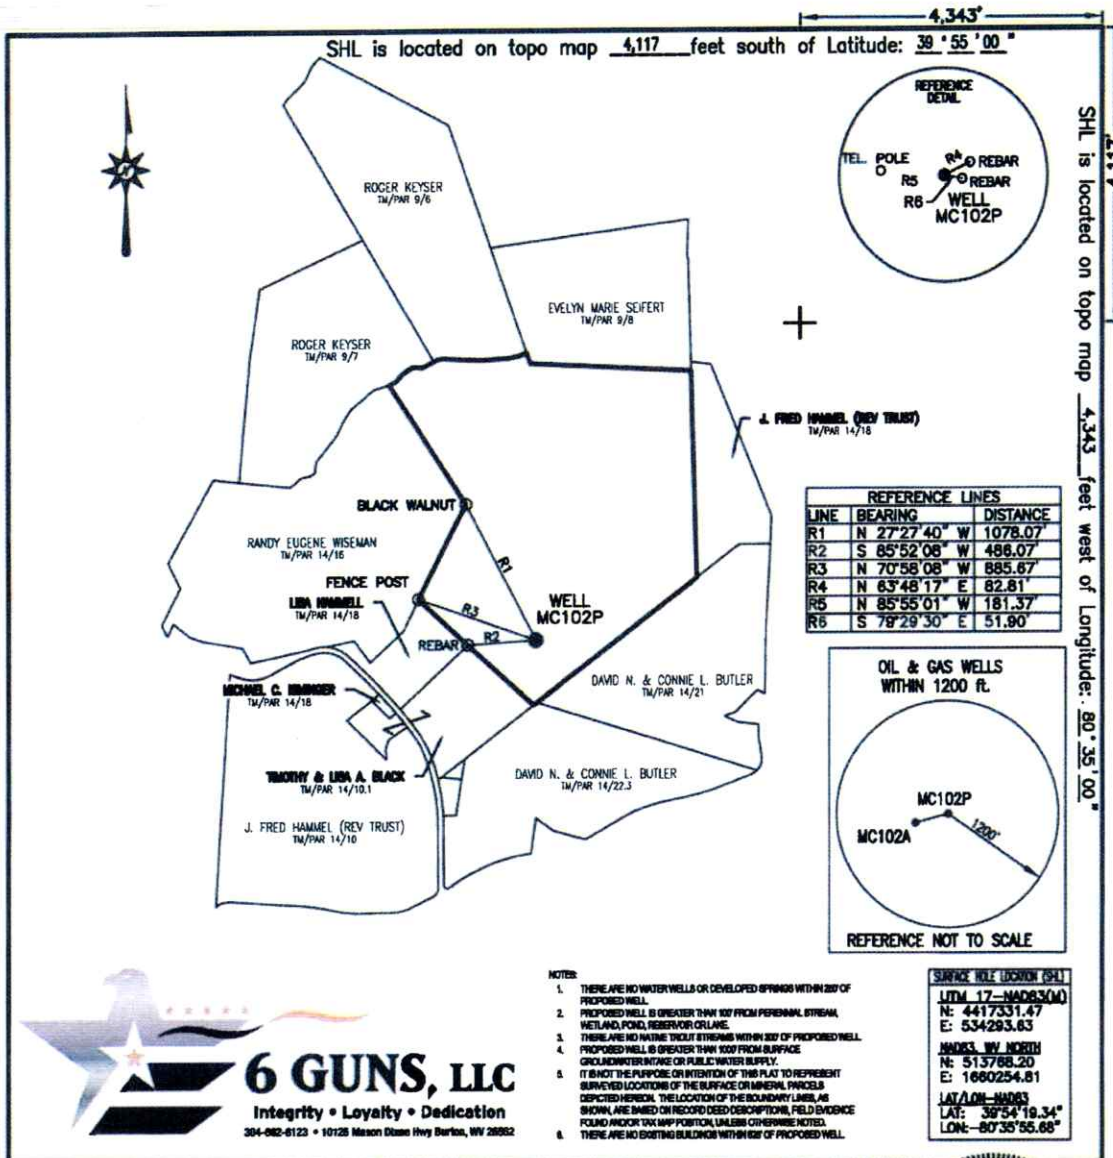 4,343'
SHL is located on topo map 4,117 feet south of Latitude: 39°55'00"
SHL is located on topo map 4,343 feet west of Longitude: 80°35'00"
4,117'
REFERENCE
DETAIL
TEL. POLE
R4
REBAR
R5
REBAR
R6
WELL
MC102P
N
ROGER KEYSER
TM/PAR 9/6
EVELYN MARIE SEIFERT
TM/PAR 9/8
ROGER KEYSER
TM/PAR 9/7
J. FRED HAMMEL (REV TRUST)
TM/PAR 14/18
BLACK WALNUT
RANDY EUGENE WISEMAN
TM/PAR 14/16
R1
FENCE POST
LISA HAMMELL
TM/PAR 14/18
R3
WELL
MC102P
REBAR
R2
DAVID N. & CONNIE L. BUTLER
TM/PAR 14/21
MICHAEL C.
TM/PAR 14/18
TIMOTHY & LISA A. BLACK
TM/PAR 14/10.1
DAVID N. & CONNIE L. BUTLER
TM/PAR 14/22.3
J. FRED HAMMEL (REV TRUST)
TM/PAR 14/10
REFERENCE LINES
LINE BEARING DISTANCE
R1 N 27°27'40" W 1078.07'
R2 S 85°52'08" W 486.07'
R3 N 70°58'08" W 885.67'
R4 N 63°48'17" E 82.81'
R5 N 85°55'01" W 181.37'
R6 S 79°29'30" E 51.90'
OIL & GAS WELLS
WITHIN 1200 ft.
MC102P
MC102A
1200'
REFERENCE NOT TO SCALE
6 GUNS, LLC
Integrity • Loyalty • Dedication
304-662-6123 • 10126 Mason Dixon Hwy Burton, WV 26562
NOTES:
1. THERE ARE NO WATER WELLS OR DEVELOPED SPRINGS WITHIN 250' OF
PROPOSED WELL.
2. PROPOSED WELL IS GREATER THAN 100' FROM PERENNIAL STREAM,
WETLAND, POND, RESERVOIR OR LAKE.
3. THERE ARE NO NATIVE TROUT STREAMS WITHIN 300' OF PROPOSED WELL.
4. PROPOSED WELL IS GREATER THAN 1000' FROM SURFACE
GROUNDWATER INTAKE OR PUBLIC WATER SUPPLY.
5. IT IS NOT THE PURPOSE OR INTENTION OF THIS PLAT TO REPRESENT
SURVEYED LOCATIONS OF THE SURFACE OR MINERAL PARCELS
DEPICTED HEREON. THE LOCATION OF THE BOUNDARY LINES, AS
SHOWN, ARE BASED ON RECORD DEED DESCRIPTIONS, FIELD EVIDENCE
FOUND AND/OR TAX MAP POSITION, UNLESS OTHERWISE NOTED.
6. THERE ARE NO EXISTING BUILDINGS WITHIN 625' OF PROPOSED WELL.
SURFACE HOLE LOCATION (SHL)
UTM 17-NAD83(M)
N: 4417331.47
E: 534293.63
NAD83, WV NORTH
N: 513768.20
E: 1660254.81
LAT/LON-NAD83
LAT: 39°54'19.34"
LON:-80°35'55.68"